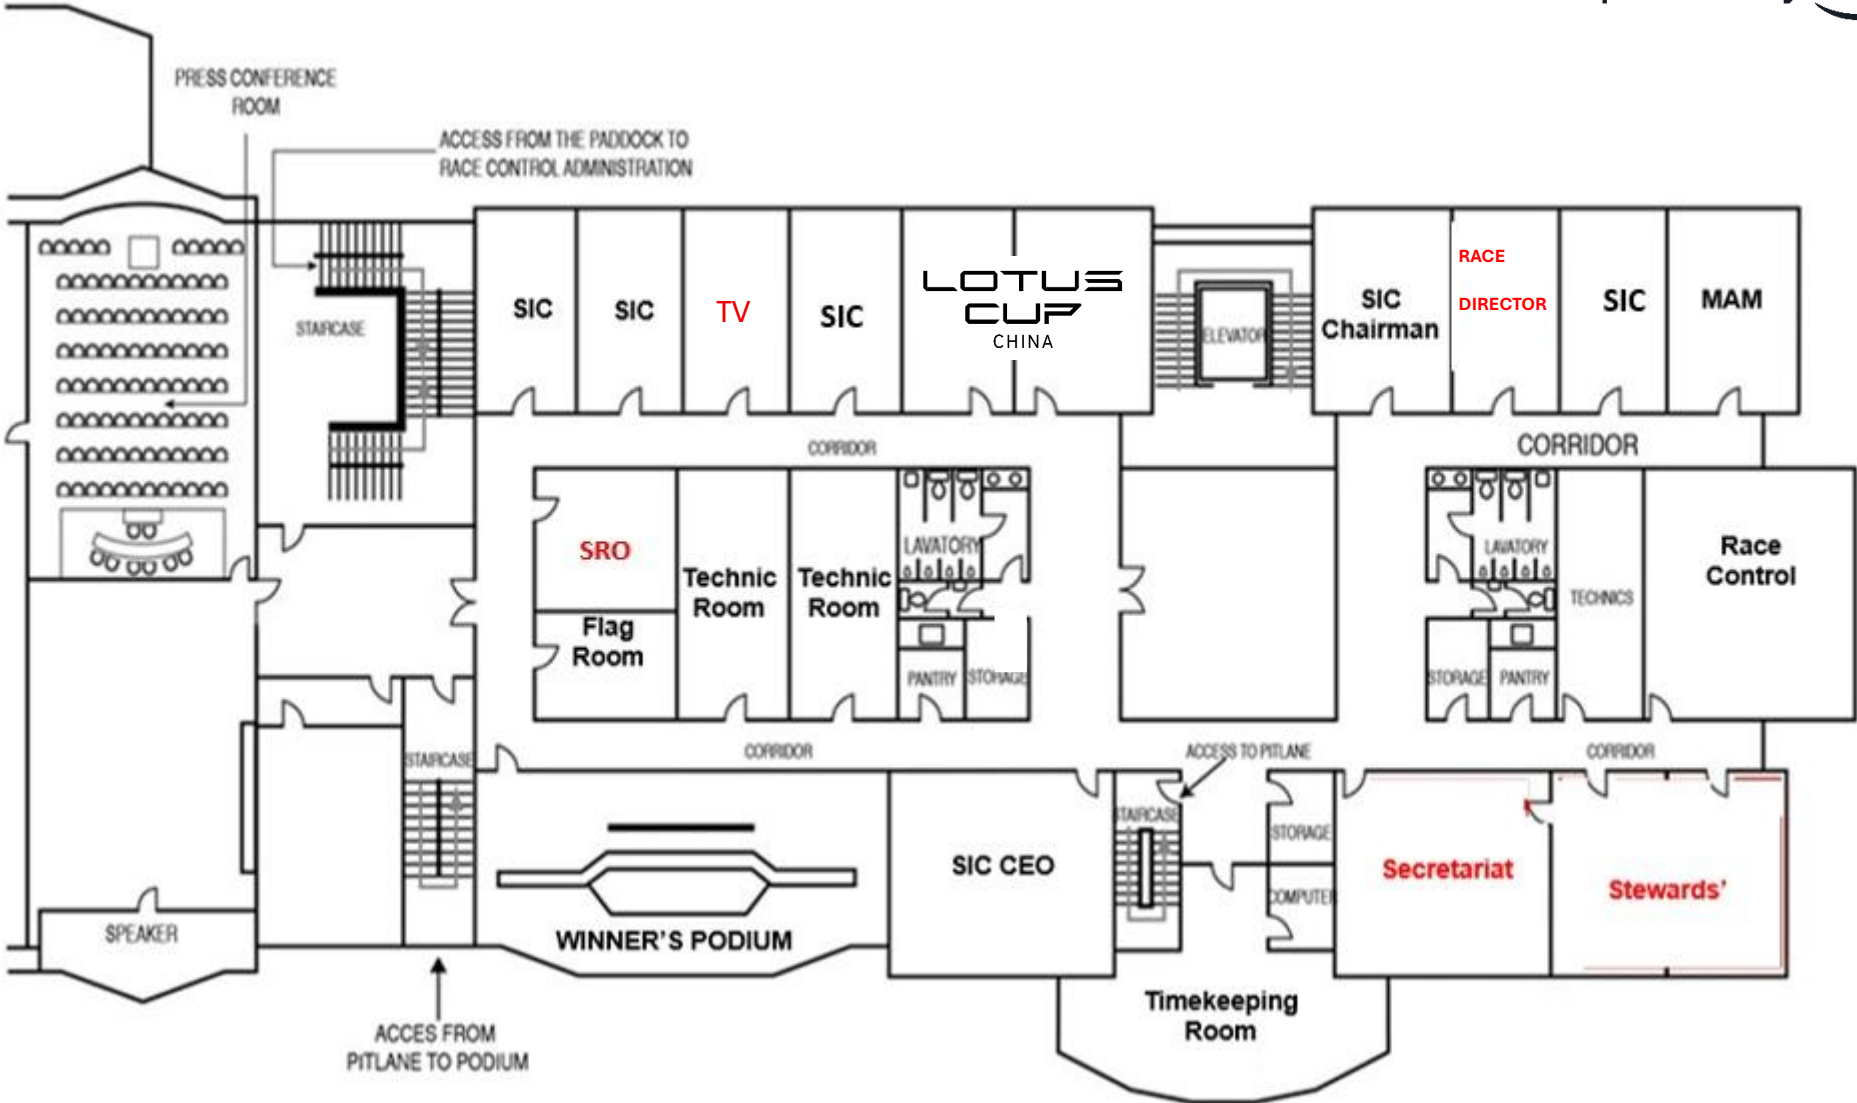 PRESS CONFERENCE
ROOM
ACCESS FROM THE PADDOCK TO
RACE CONTROL ADMINISTRATION
STAIRCASE
SIC
SIC
TV
SIC
LOTUS
CUP
CHINA
ELEVATOR
SIC
Chairman
RACE
DIRECTOR
SIC
MAM
CORRIDOR
CORRIDOR
SRO
Flag
Room
Technic
Room
Technic
Room
LAVATORY
PANTRY
STORAGE
LAVATORY
STORAGE
PANTRY
TECHNICS
Race
Control
STAIRCASE
CORRIDOR
ACCESS TO PITLANE
CORRIDOR
STAIRCASE
STORAGE
COMPUTER
SIC CEO
Secretariat
Stewards'
WINNER'S PODIUM
SPEAKER
Timekeeping
Room
ACCES FROM
PITLANE TO PODIUM